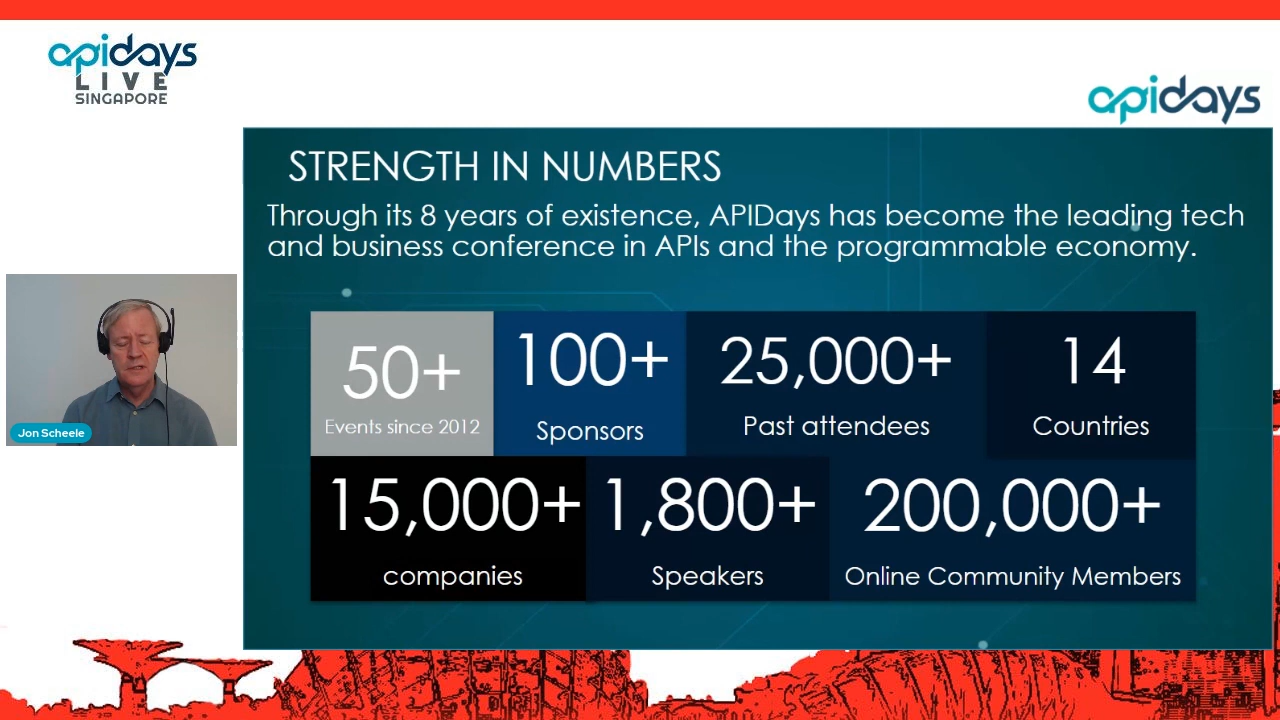 apidays
LIVE
SINGAPORE
apidays
STRENGTH IN NUMBERS
Through its 8 years of existence, APIDays has become the leading tech
and business conference in APIs and the programmable economy.
50+
Events since 2012
100+
Sponsors
25,000+
Past attendees
14
Countries
15,000+
companies
1,800+
Speakers
200,000+
Online Community Members
Jon Scheele